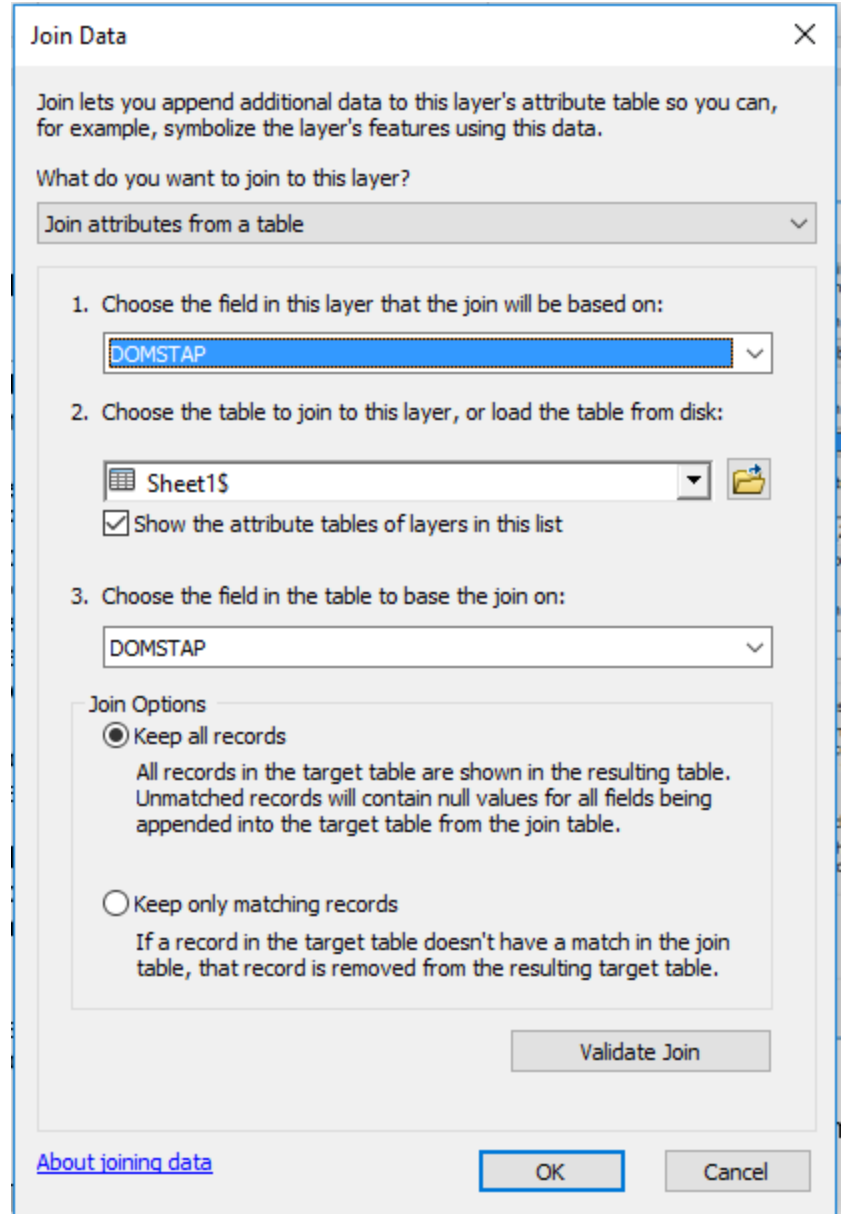 Join Data
Join lets you append additional data to this layer's attribute table so you can,
for example, symbolize the layer's features using this data.
What do you want to join to this layer?
Join attributes from a table
1. Choose the field in this layer that the join will be based on:
DOMSTAP
2. Choose the table to join to this layer, or load the table from disk:
Sheet1$
Show the attribute tables of layers in this list
3. Choose the field in the table to base the join on:
DOMSTAP
Join Options
Keep all records
All records in the target table are shown in the resulting table.
Unmatched records will contain null values for all fields being
appended into the target table from the join table.
Keep only matching records
If a record in the target table doesn't have a match in the join
table, that record is removed from the resulting target table.
Validate Join
About joining data
OK
Cancel